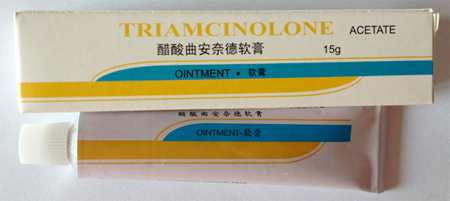 TRIAMCINOLONE ACETATE
醋酸曲安奈德软膏 15g
OINTMENT • 软膏
醋酸曲安奈德软膏
OINTMENT-软膏